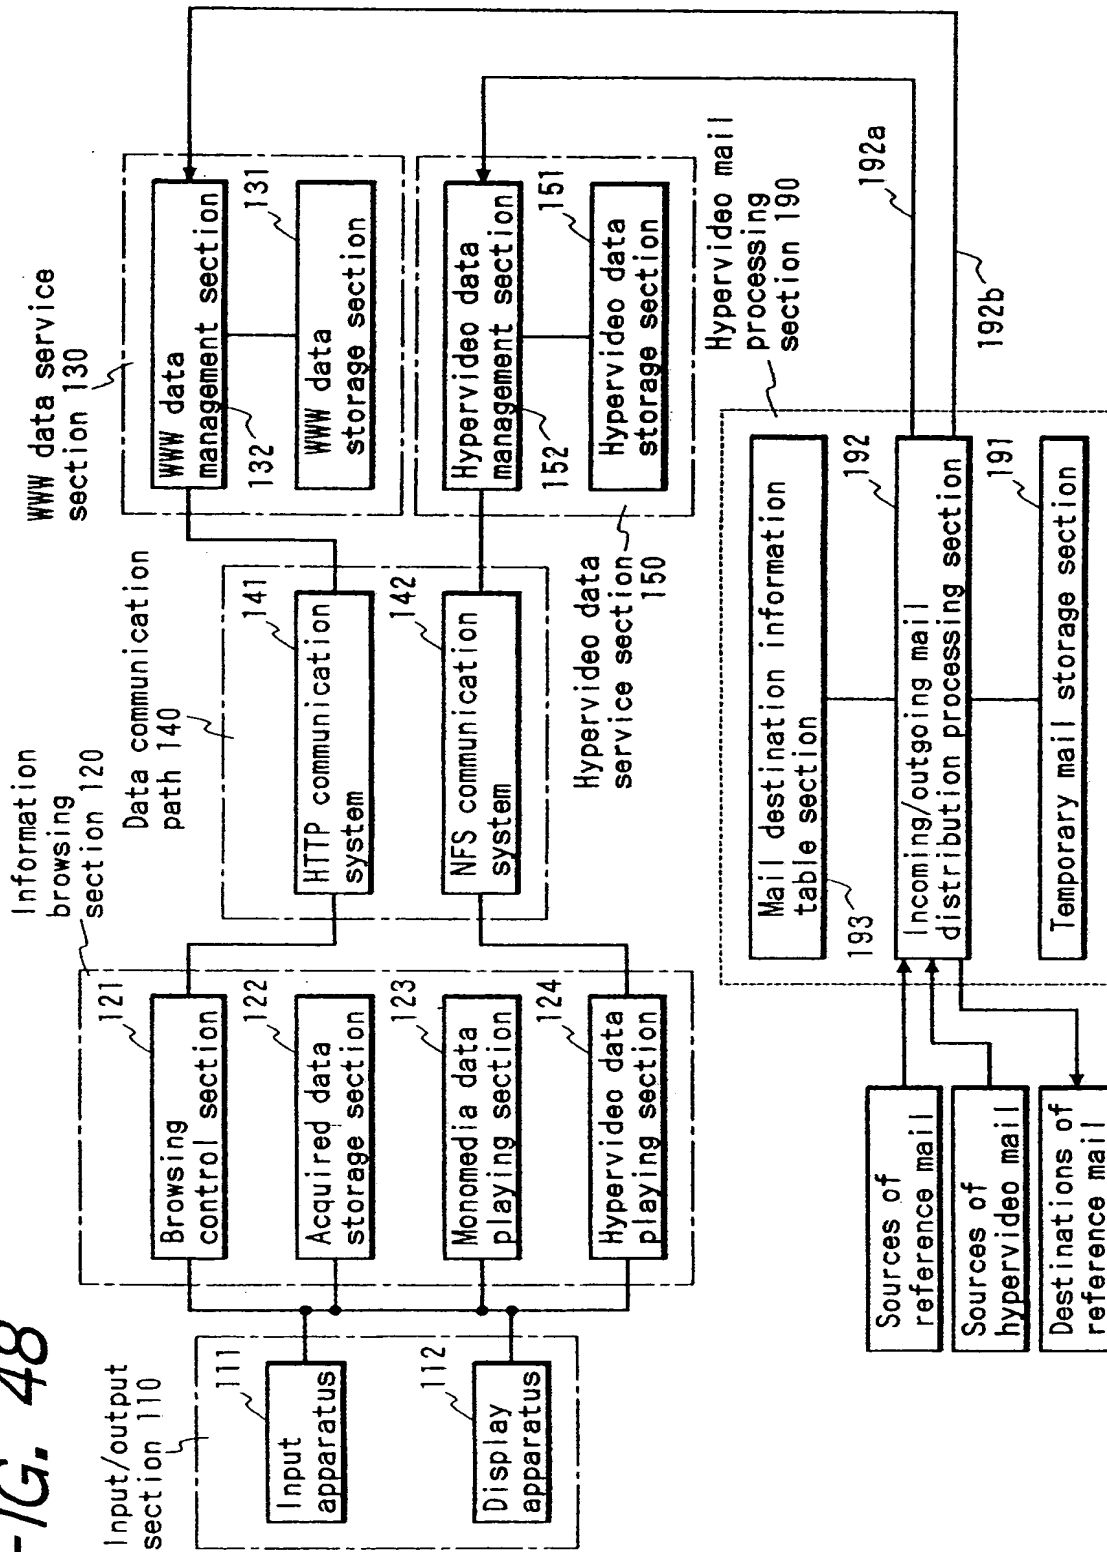 FIG. 48
Input/output
section 110
111
Input
apparatus
112
Display
apparatus
Information
browsing
section 120
121
Browsing
control section
122
Acquired data
storage section
123
Monomedia data
playing section
124
Hypervideo data
playing section
Data communication
path 140
141
HTTP communication
system
142
NFS communication
system
WWW data service
section 130
WWW data
management section
132
131
WWW data
storage section
Hypervideo data
management section
152
151
Hypervideo data
storage section
Hypervideo data
service section
150
Hypervideo mail
processing
section 190
Mail destination information
table section
193
192
Incoming/outgoing mail
distribution processing section
191
Temporary mail storage section
192a
192b
Sources of
reference mail
Sources of
hypervideo mail
Destinations of
reference mail